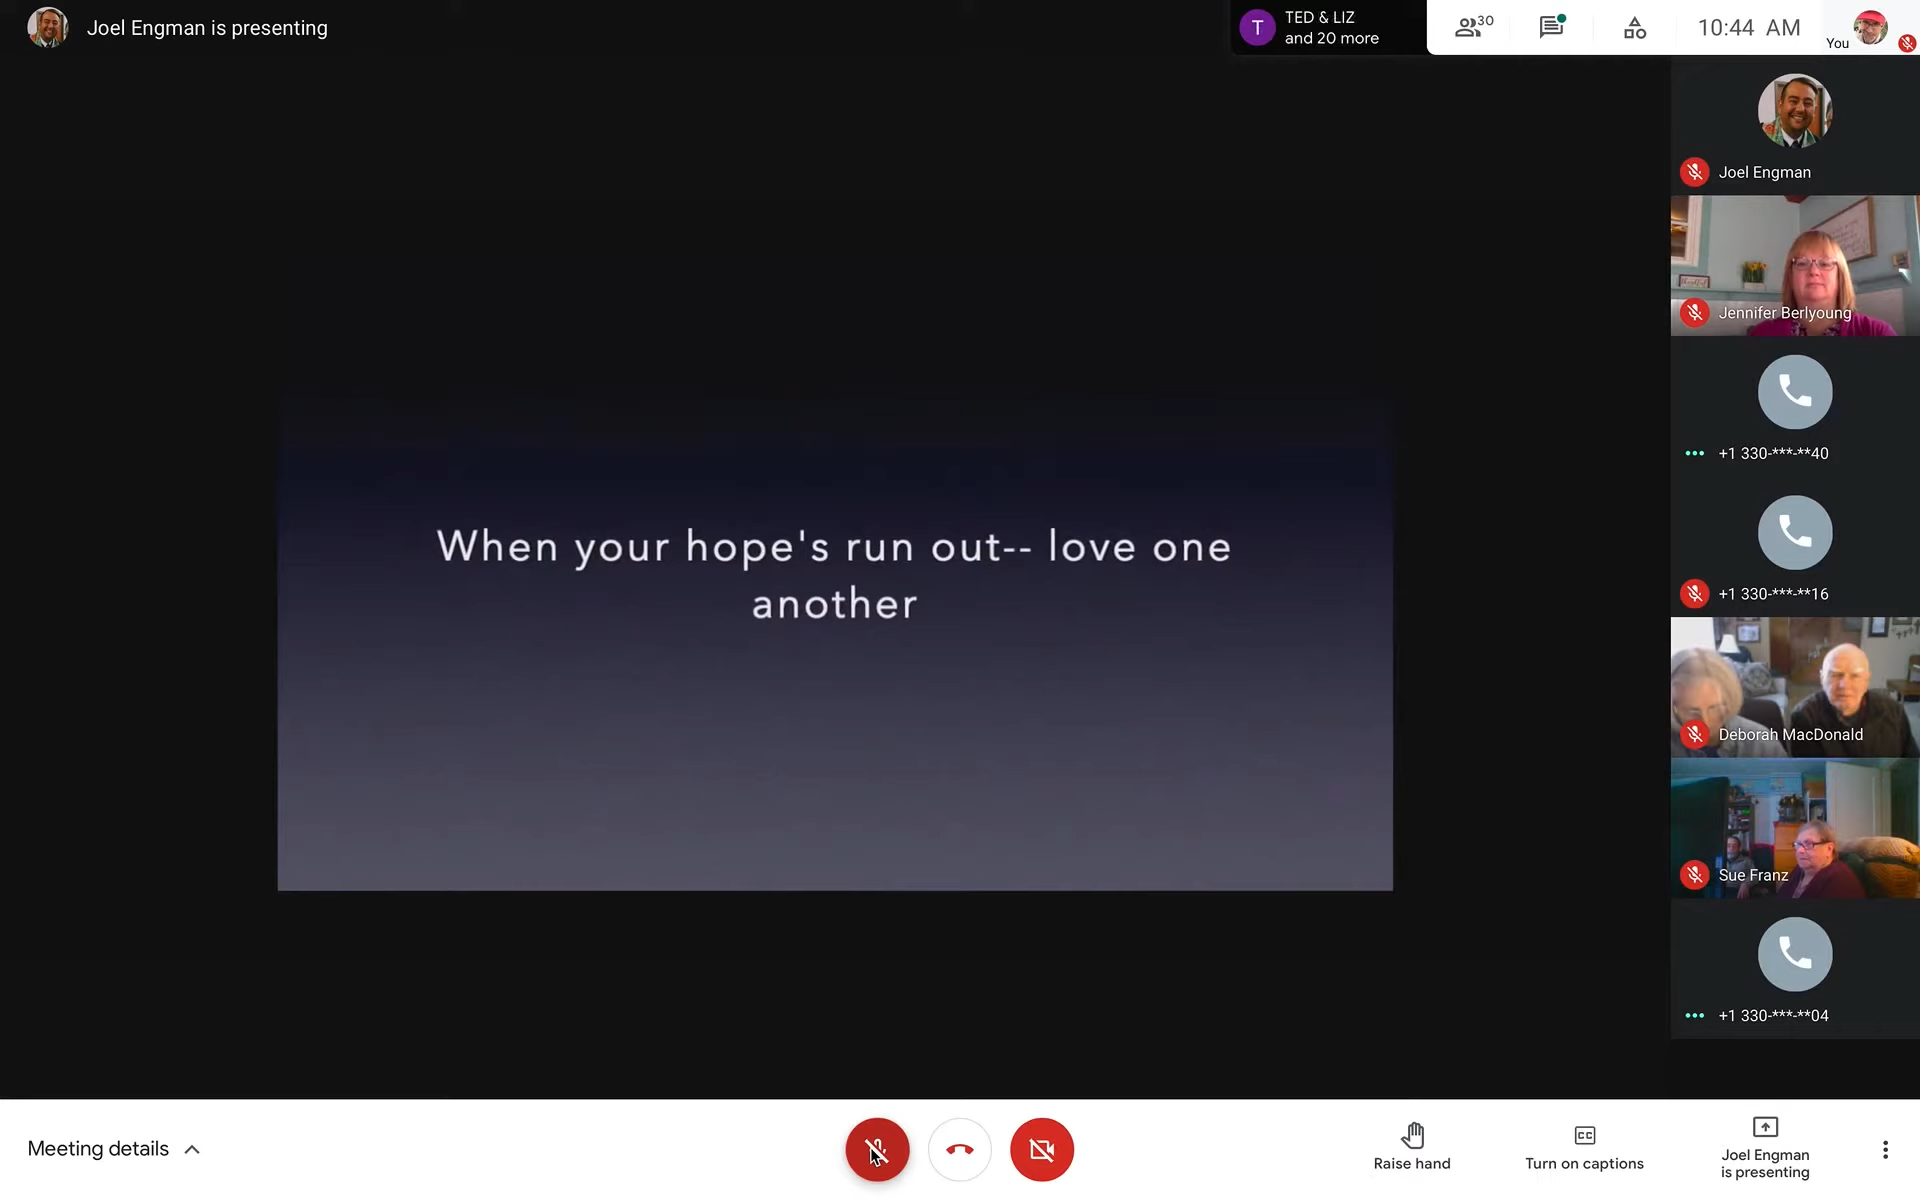 Joel Engman is presenting
TED & LIZ
and 20 more
30
10:44 AM
You
T
Joel Engman
Jennifer Berlyoung
+1 330-***-**40
+1 330-***-**16
Deborah MacDonald
Sue Franz
+1 330-***-**04
When your hope's run out-- love one
another
Meeting details
Raise hand
CC
Turn on captions
Joel Engman
is presenting